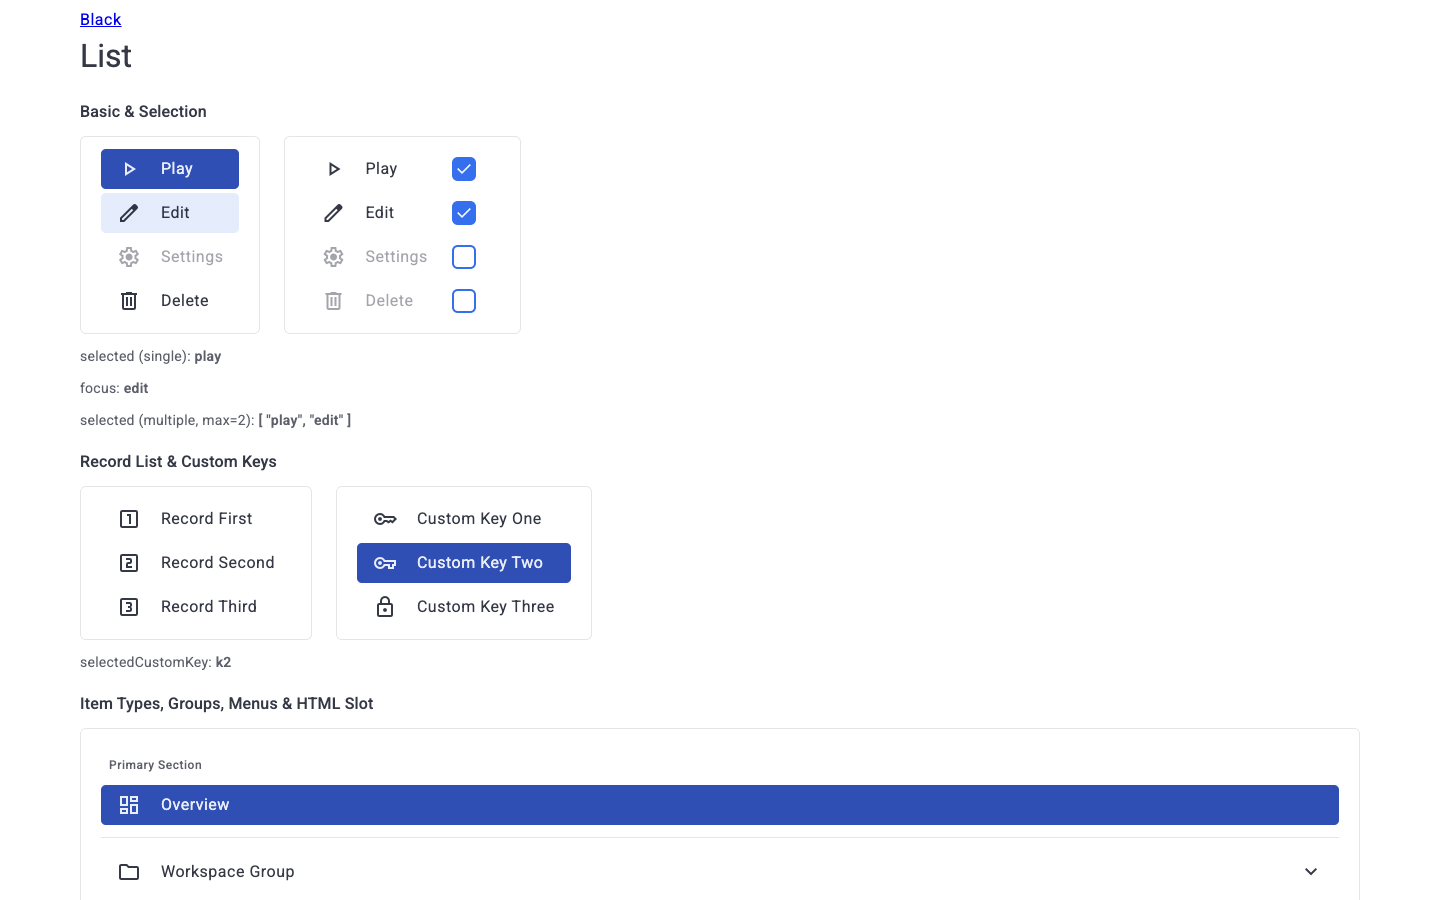 Black
List
Basic & Selection
Play
Edit
Settings
Delete
Play
Edit
Settings
Delete
selected (single): play
focus: edit
selected (multiple, max=2): [ "play", "edit" ]
Record List & Custom Keys
Record First
Record Second
Record Third
Custom Key One
Custom Key Two
Custom Key Three
selectedCustomKey: k2
Item Types, Groups, Menus & HTML Slot
Primary Section
Overview
Workspace Group